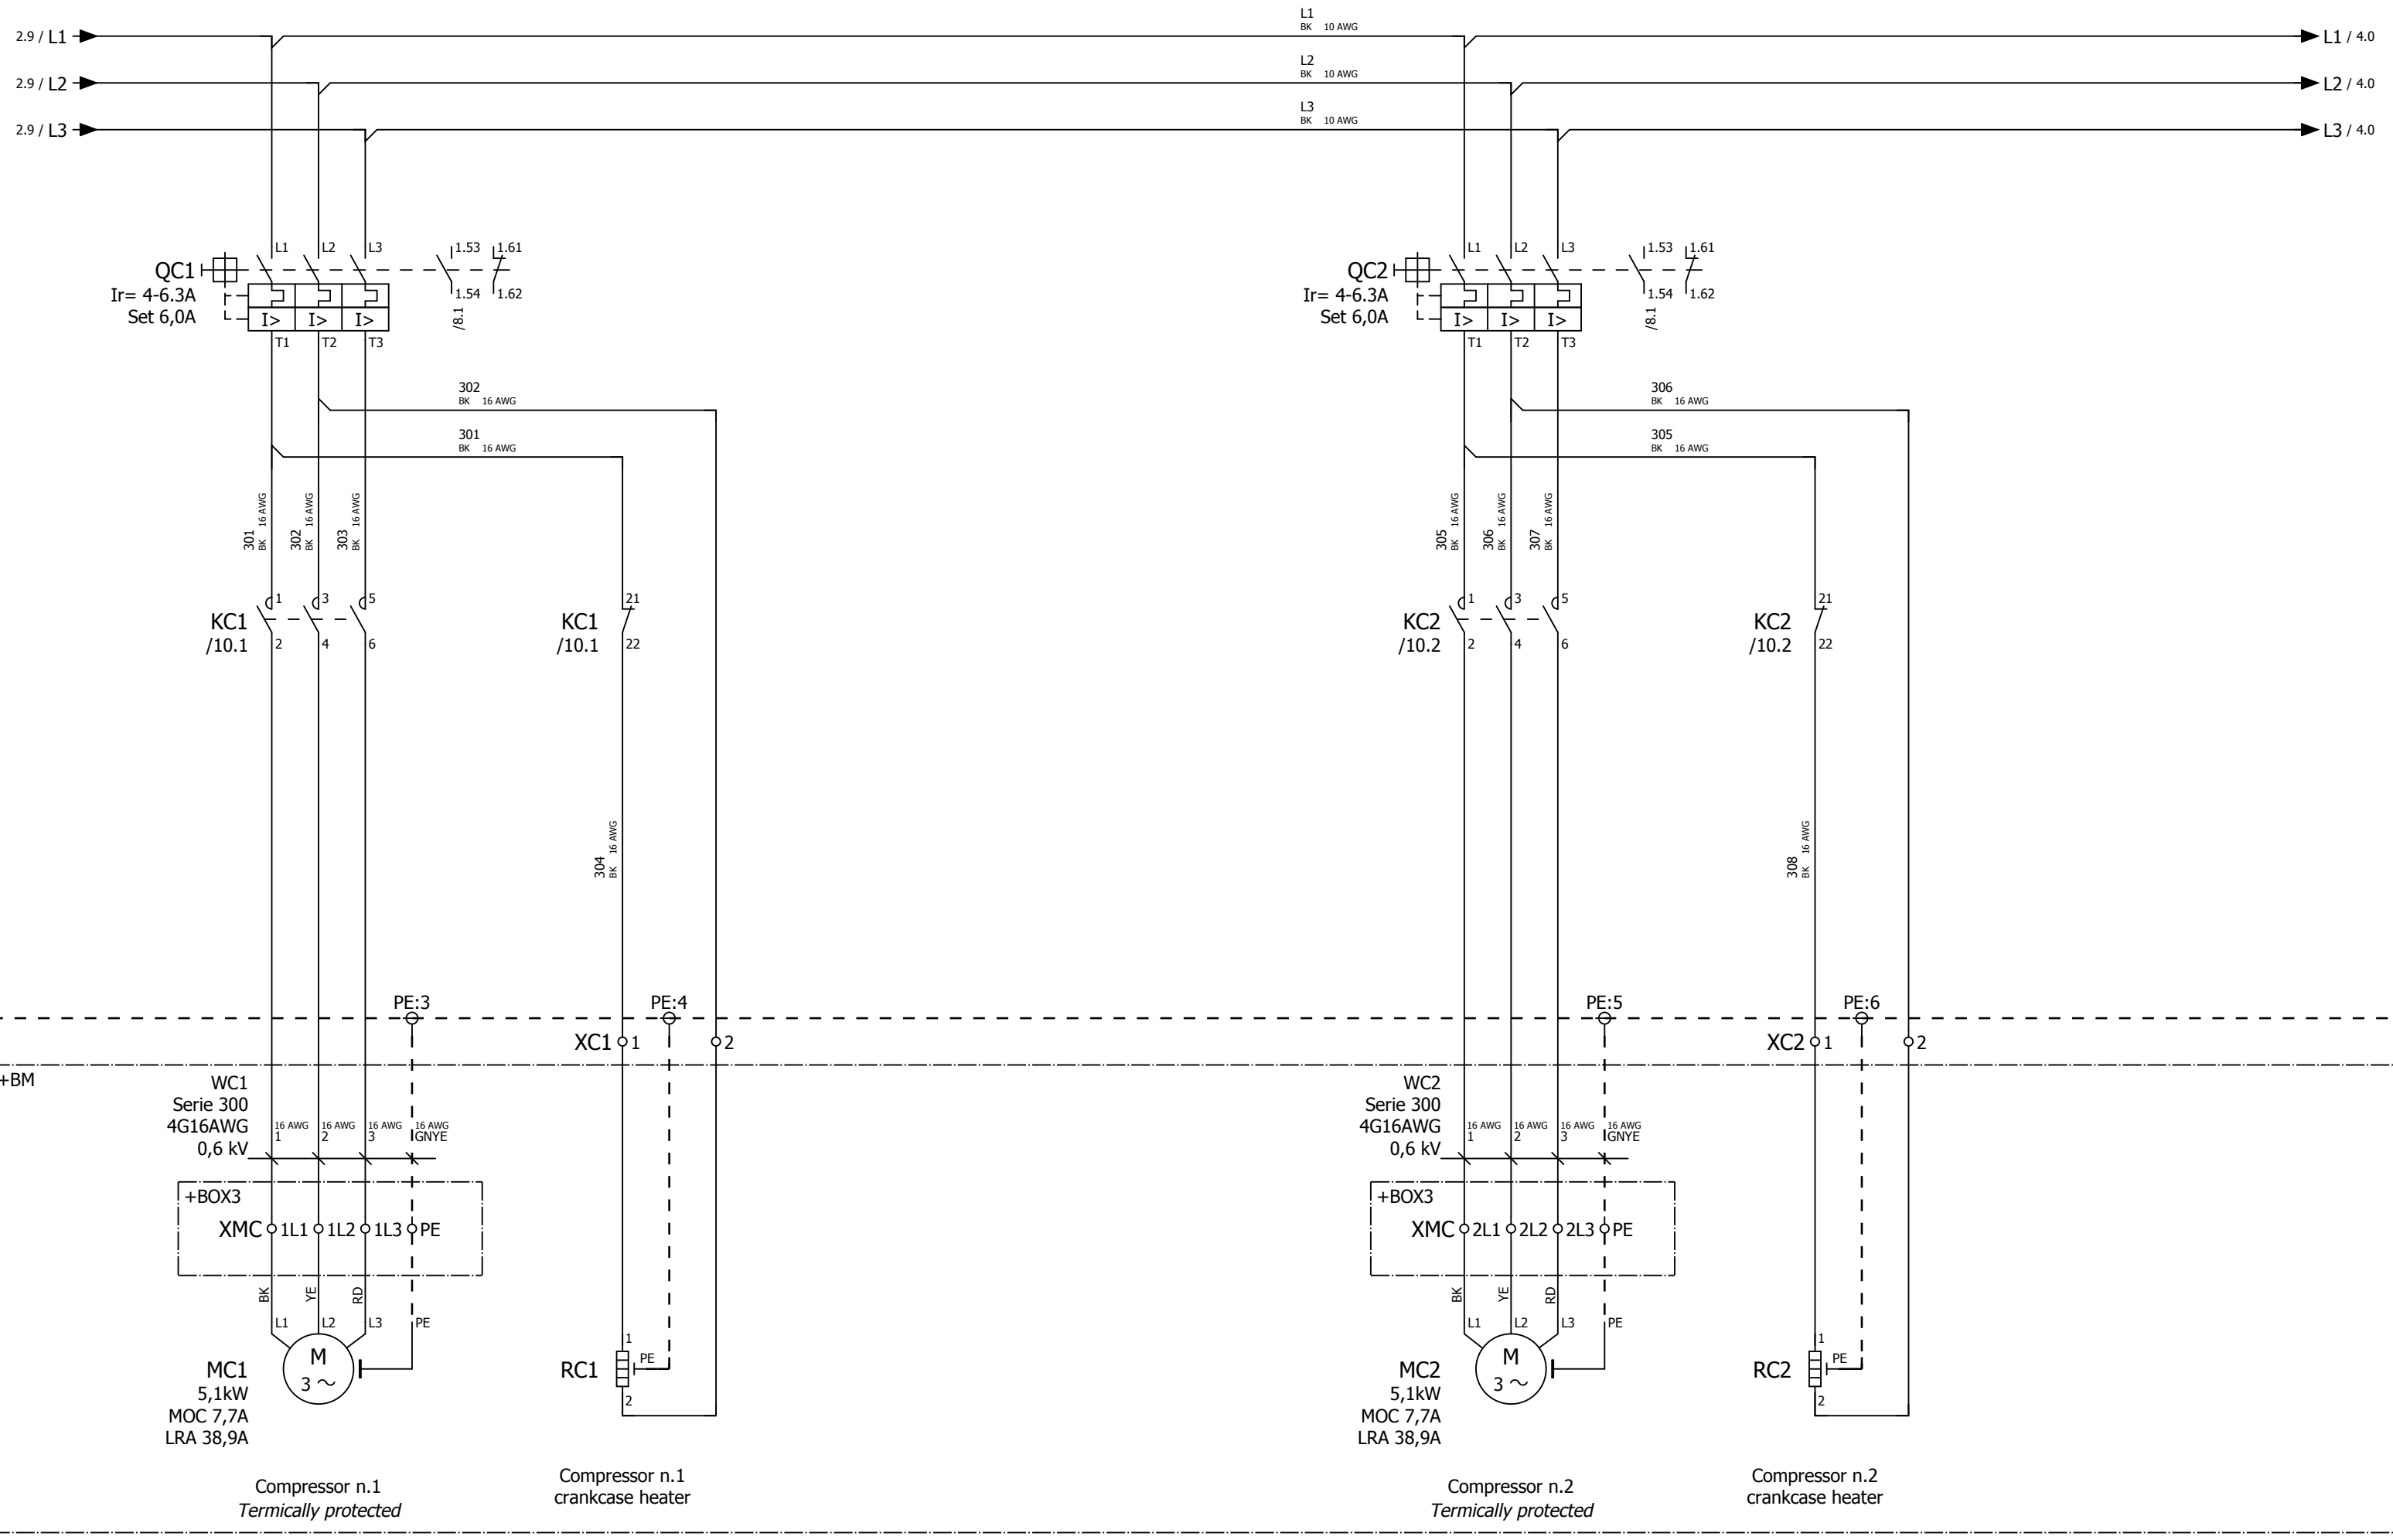 L1
BK 10 AWG
2.9 / L1
L1 / 4.0
L2
BK 10 AWG
2.9 / L2
L2 / 4.0
L3
BK 10 AWG
2.9 / L3
L3 / 4.0
L1 L2 L3 1.53 1.61
QC1
Ir= 4-6.3A
Set 6,0A
1.54 1.62
/8.1
I> I> I>
T1 T2 T3
302
BK 16 AWG
301
BK 16 AWG
301
BK 16 AWG
302
BK 16 AWG
303
BK 16 AWG
1 3 5
KC1
/10.1
2 4 6
21
KC1
/10.1
22
304
BK 16 AWG
PE:3
PE:4
XC1 1 2
+BM
WC1
Serie 300
4G16AWG
0,6 kV
16 AWG 16 AWG 16 AWG 16 AWG
1 2 3 GNYE
+BOX3
XMC 1L1 1L2 1L3 PE
BK YE RD
L1 L2 L3 PE
M
3 ~
MC1
5,1kW
MOC 7,7A
LRA 38,9A
1
RC1 PE
2
Compressor n.1
Termically protected
Compressor n.1
crankcase heater
L1 L2 L3 1.53 1.61
QC2
Ir= 4-6.3A
Set 6,0A
1.54 1.62
/8.1
I> I> I>
T1 T2 T3
306
BK 16 AWG
305
BK 16 AWG
305
BK 16 AWG
306
BK 16 AWG
307
BK 16 AWG
1 3 5
KC2
/10.2
2 4 6
21
KC2
/10.2
22
308
BK 16 AWG
PE:5
PE:6
XC2 1 2
WC2
Serie 300
4G16AWG
0,6 kV
16 AWG 16 AWG 16 AWG 16 AWG
1 2 3 GNYE
+BOX3
XMC 2L1 2L2 2L3 PE
BK YE RD
L1 L2 L3 PE
M
3 ~
MC2
5,1kW
MOC 7,7A
LRA 38,9A
1
RC2 PE
2
Compressor n.2
Termically protected
Compressor n.2
crankcase heater